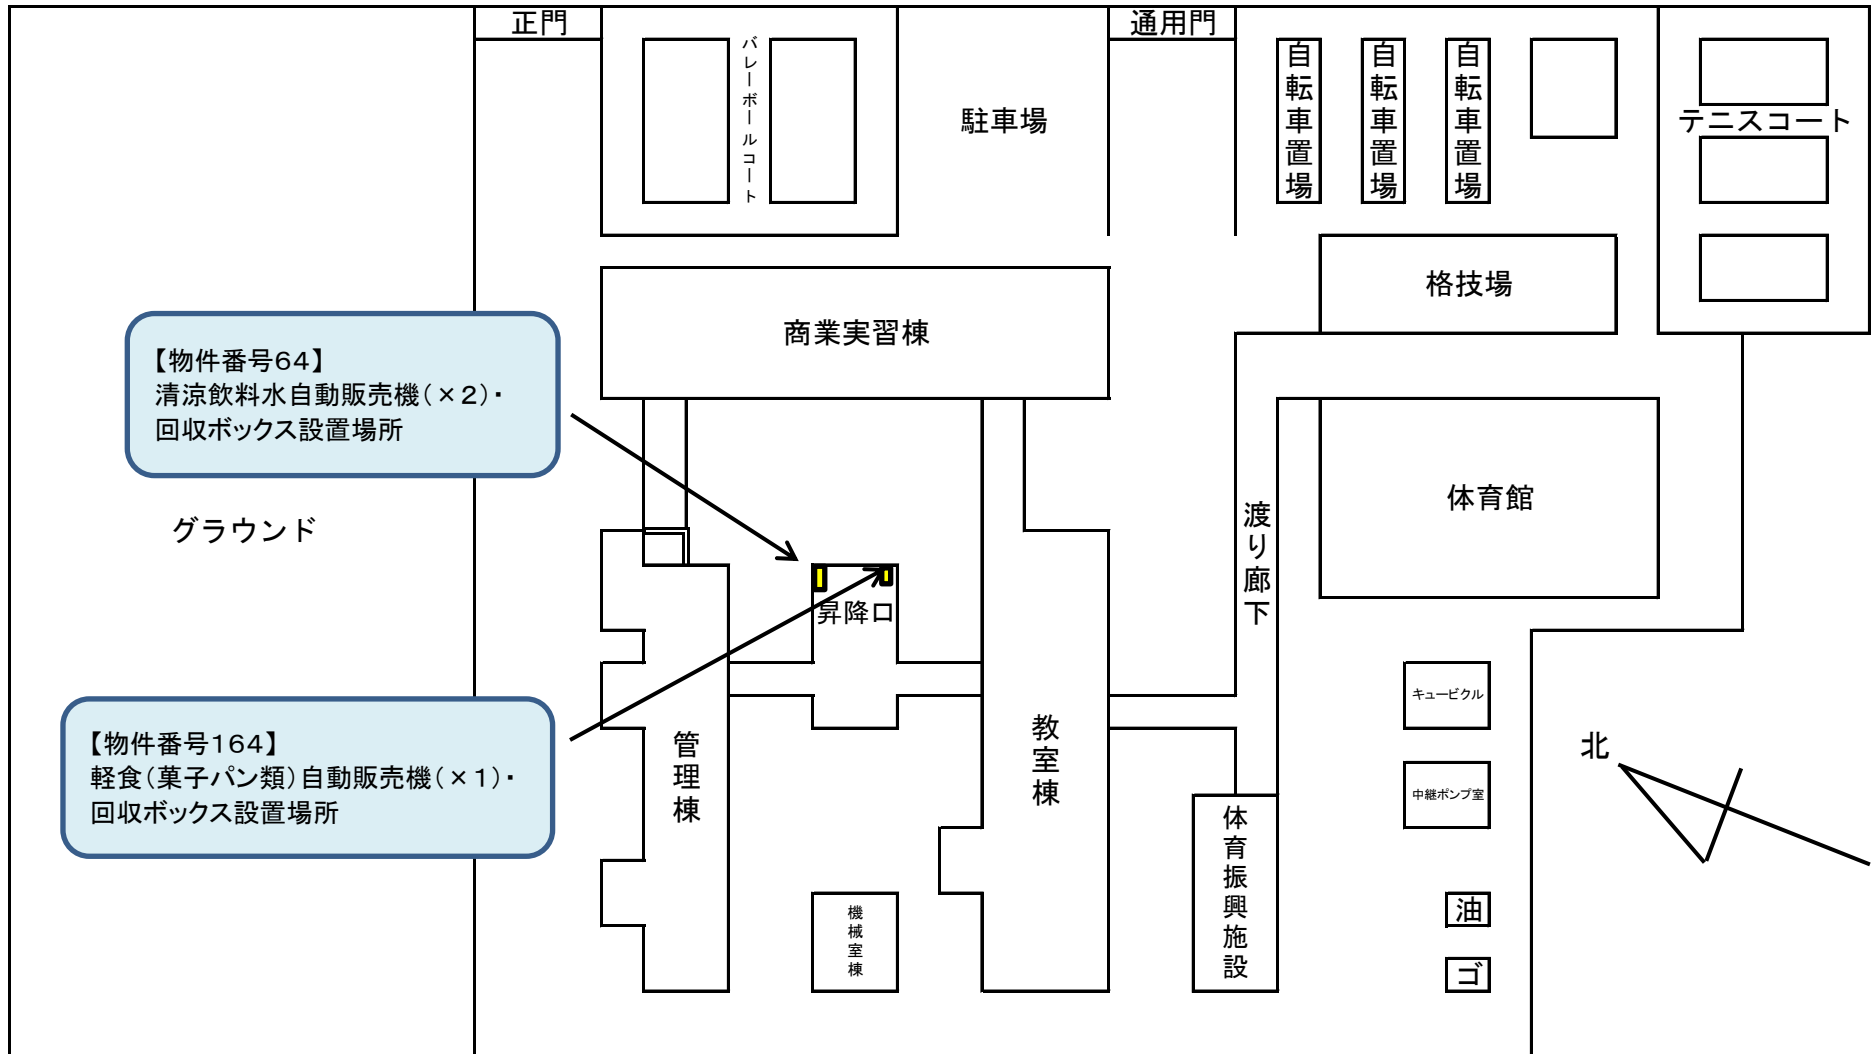 正門
通用門
バレーボールコート
駐車場
自転車置場
自転車置場
自転車置場
テニスコート
格技場
商業実習棟
【物件番号64】
清涼飲料水自動販売機(×2)・
回収ボックス設置場所
グラウンド
体育館
渡り廊下
昇降口
【物件番号164】
軽食(菓子パン類)自動販売機(×1)・
回収ボックス設置場所
管理棟
教室棟
キュービクル
中継ポンプ室
北
体育振興施設
機械室棟
油
ゴ